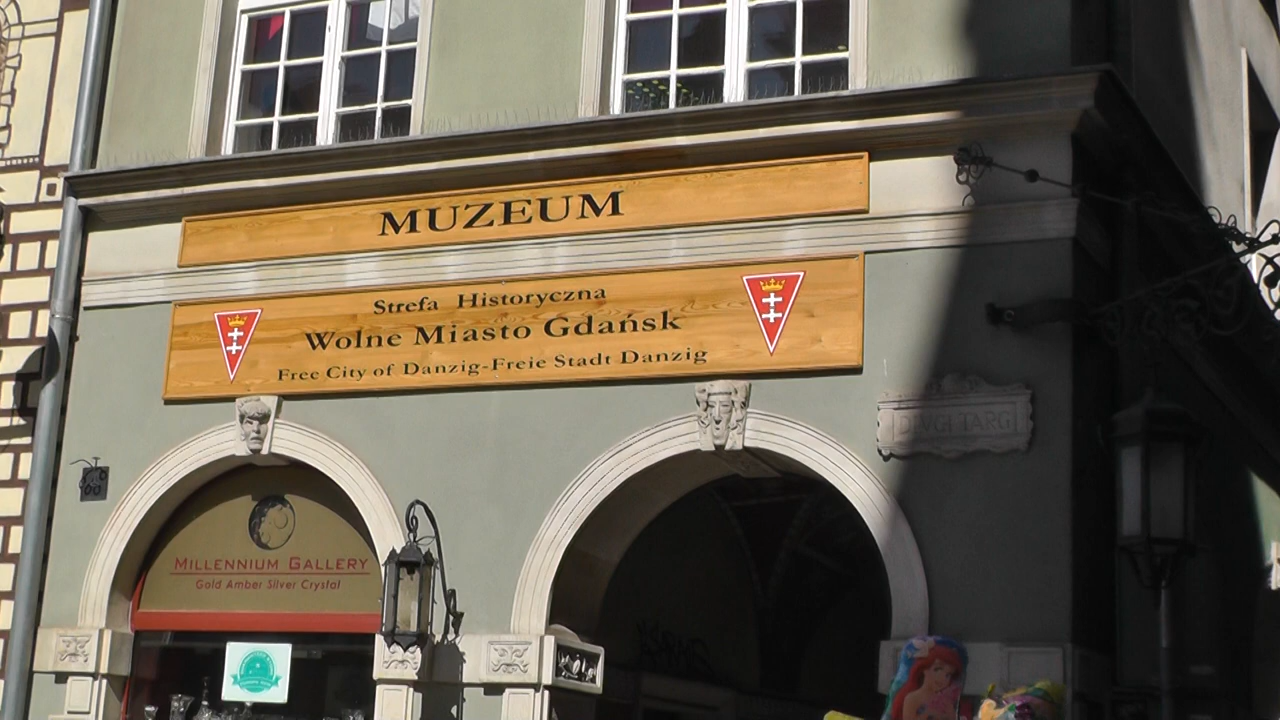 MUZEUM
Strefa Historyczna
Wolne Miasto Gdańsk
Free City of Danzig-Freie Stadt Danzig
DŁVGI TARG
MILLENNIUM GALLERY
Gold Amber Silver Crystal